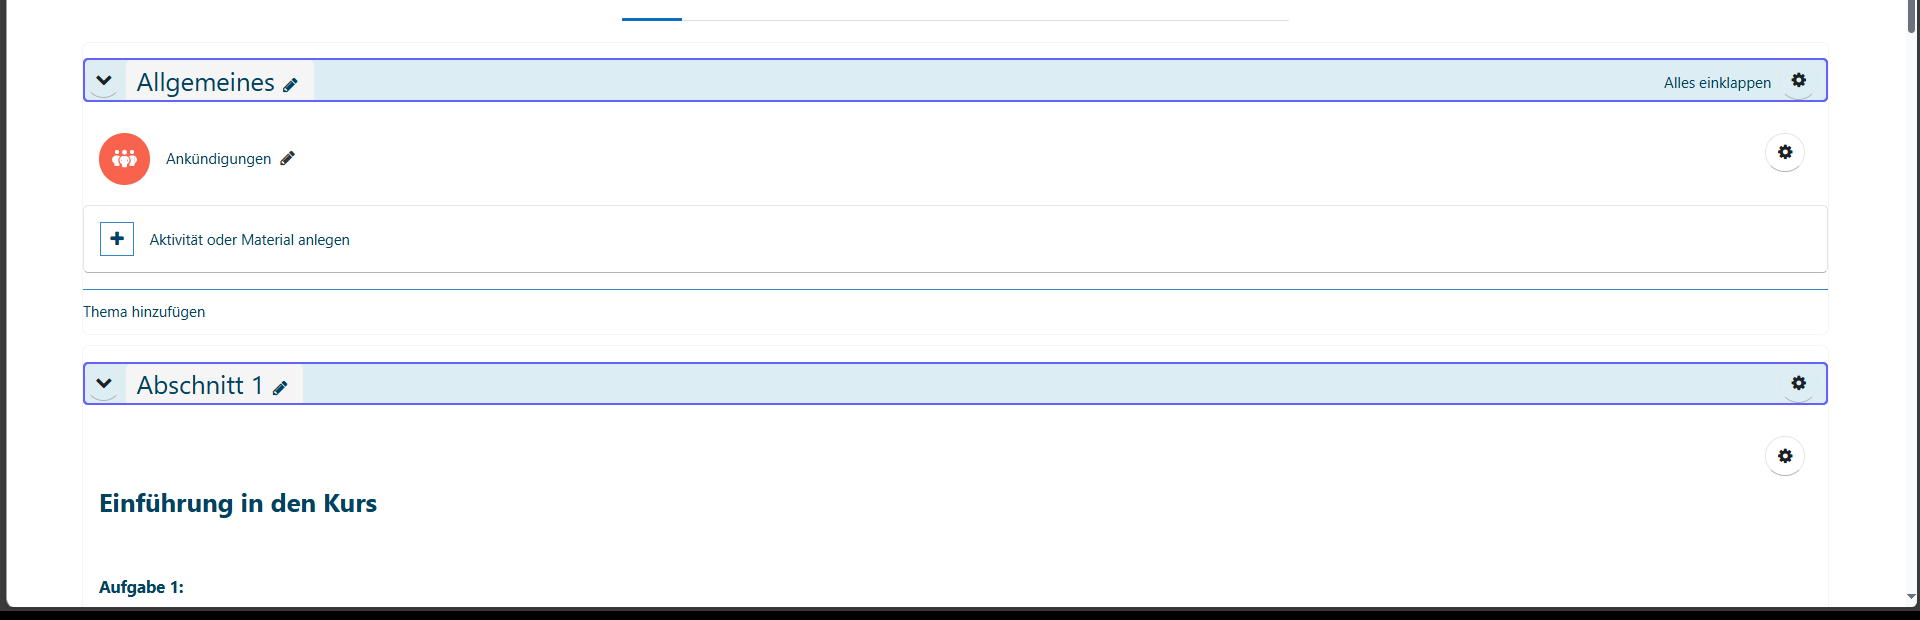 Allgemeines
Alles einklappen
Ankündigungen
Aktivität oder Material anlegen
Thema hinzufügen
Abschnitt 1
Einführung in den Kurs
Aufgabe 1: